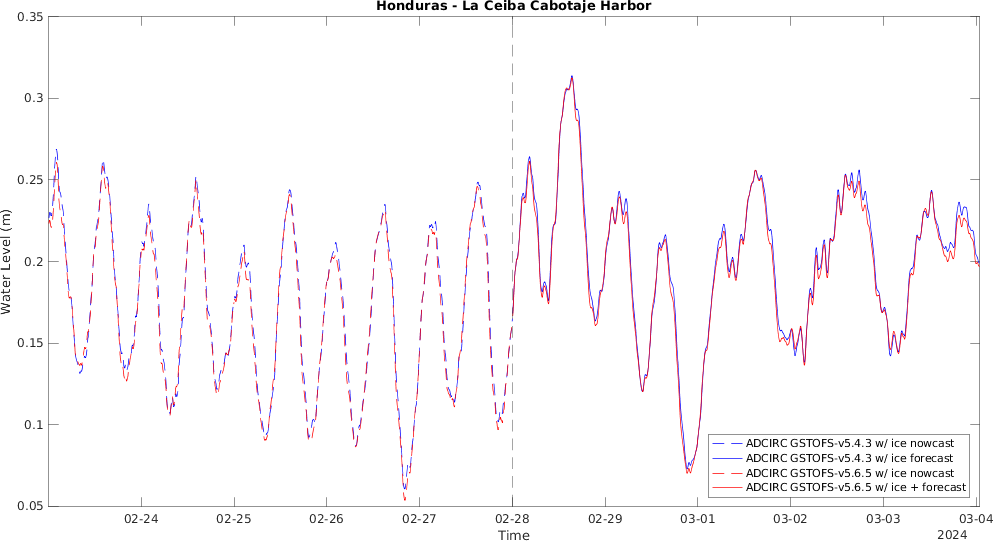 Honduras - La Ceiba Cabotaje Harbor
0.35
0.3
0.25
0.2
0.15
0.1
0.05
Water Level (m)
ADCIRC GSTOFS-v5.4.3 w/ ice nowcast
ADCIRC GSTOFS-v5.4.3 w/ ice forecast
ADCIRC GSTOFS-v5.6.5 w/ ice nowcast
ADCIRC GSTOFS-v5.6.5 w/ ice + forecast
02-24 02-25 02-26 02-27 02-28 02-29 03-01 03-02 03-03 03-04
Time
2024